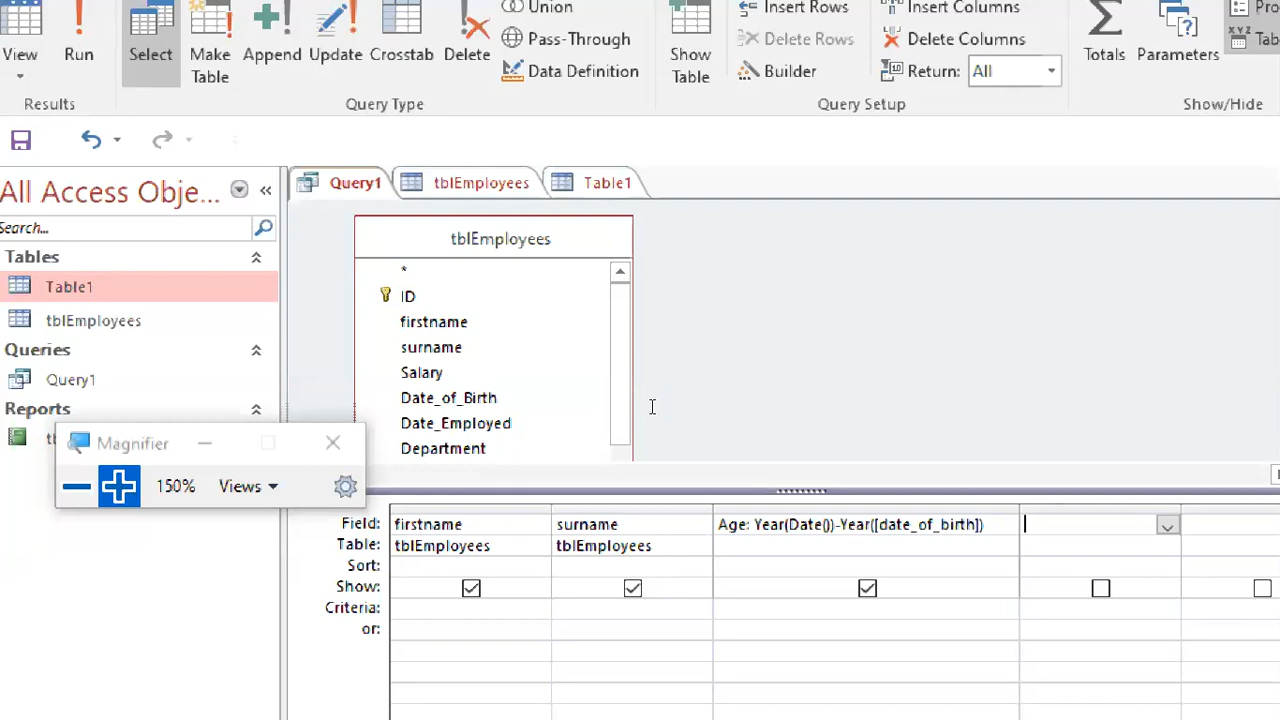 Union
Insert Rows
Insert Columns
Pro
View
Run
Select
Make Table
Append
Update
Crosstab
Delete
Pass-Through
Data Definition
Show Table
Delete Rows
Builder
Delete Columns
Return: All
Totals
Parameters
XYZ Tab
Results
Query Type
Query Setup
Show/Hide
All Access Obje...
Search...
Tables
Table1
tblEmployees
Queries
Query1
Reports
Query1
tblEmployees
Table1
tblEmployees
*
ID
firstname
surname
Salary
Date_of_Birth
Date_Employed
Department
Magnifier
150%
Views
Field: firstname surname Age: Year(Date())-Year([date_of_birth])
Table: tblEmployees tblEmployees
Sort:
Show:
Criteria:
or: